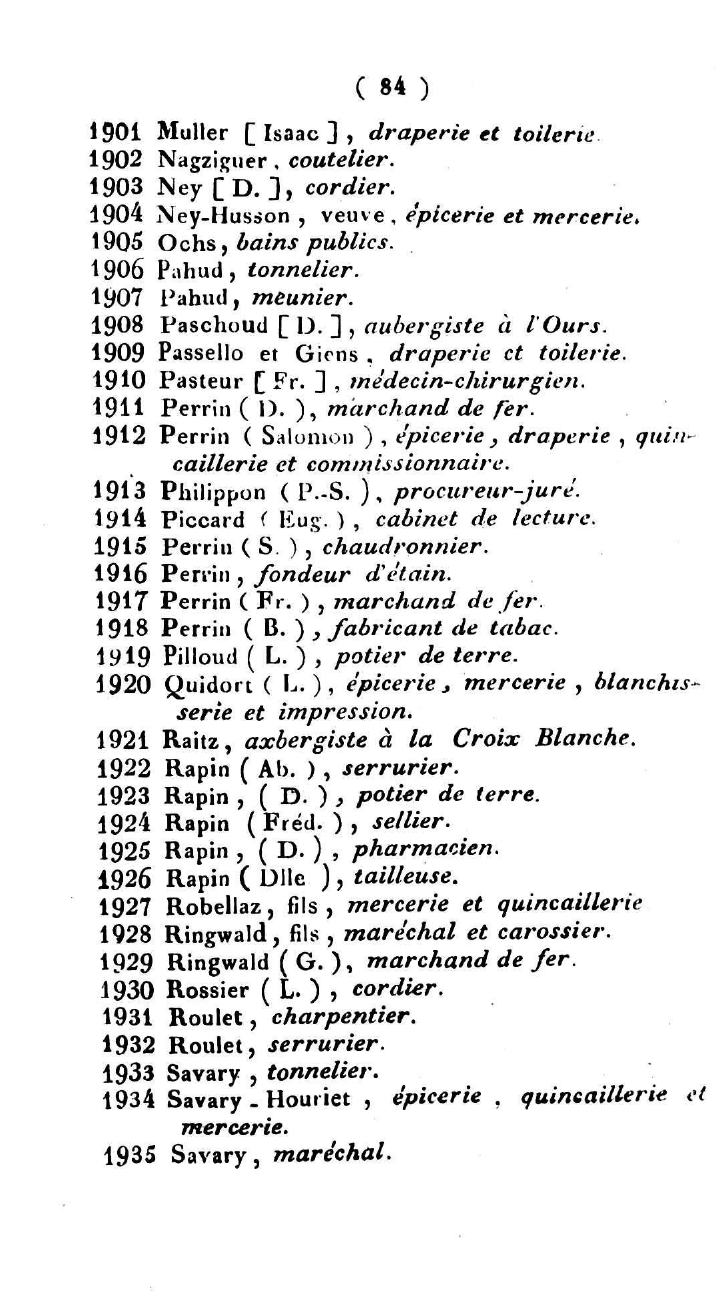 ( 84 )
1901 Muller [ Isaac ] , draperie et toilerie.
1902 Nagziguer , coutelier.
1903 Ney [ D. ], cordier.
1904 Ney-Husson , veuve , épicerie et mercerie.
1905 Ochs, bains publics.
1906 Pahud , tonnelier.
1907 Pahud, meunier.
1908 Paschoud [ D. ] , aubergiste à l'Ours.
1909 Passello et Giens , draperie et toilerie.
1910 Pasteur [ Fr. ] , médecin-chirurgien.
1911 Perrin ( D. ), marchand de fer.
1912 Perrin ( Salomon ) , épicerie, draperie , quin-
caillerie et commissionnaire.
1913 Philippon ( P.-S. ), procureur-juré.
1914 Piccard ( Eug. ) , cabinet de lecture.
1915 Perrin ( S. ) , chaudronnier.
1916 Perrin , fondeur d'étain.
1917 Perrin ( Fr. ) , marchand de fer.
1918 Perrin ( B. ) , fabricant de tabac.
1919 Pilloud ( L. ) , potier de terre.
1920 Quidort ( L. ) , épicerie, mercerie , blanchis-
serie et impression.
1921 Raitz, axbergiste à la Croix Blanche.
1922 Rapin ( Ab. ) , serrurier.
1923 Rapin , ( D. ) , potier de terre.
1924 Rapin ( Fréd. ) , sellier.
1925 Rapin , ( D. ) , pharmacien.
1926 Rapin ( Dlle ), tailleuse.
1927 Robellaz, fils , mercerie et quincaillerie
1928 Ringwald, fils , maréchal et carossier.
1929 Ringwald ( G. ), marchand de fer.
1930 Rossier ( L. ) , cordier.
1931 Roulet , charpentier.
1932 Roulet, serrurier.
1933 Savary , tonnelier.
1934 Savary - Houriet , épicerie , quincaillerie et
mercerie.
1935 Savary , maréchal.